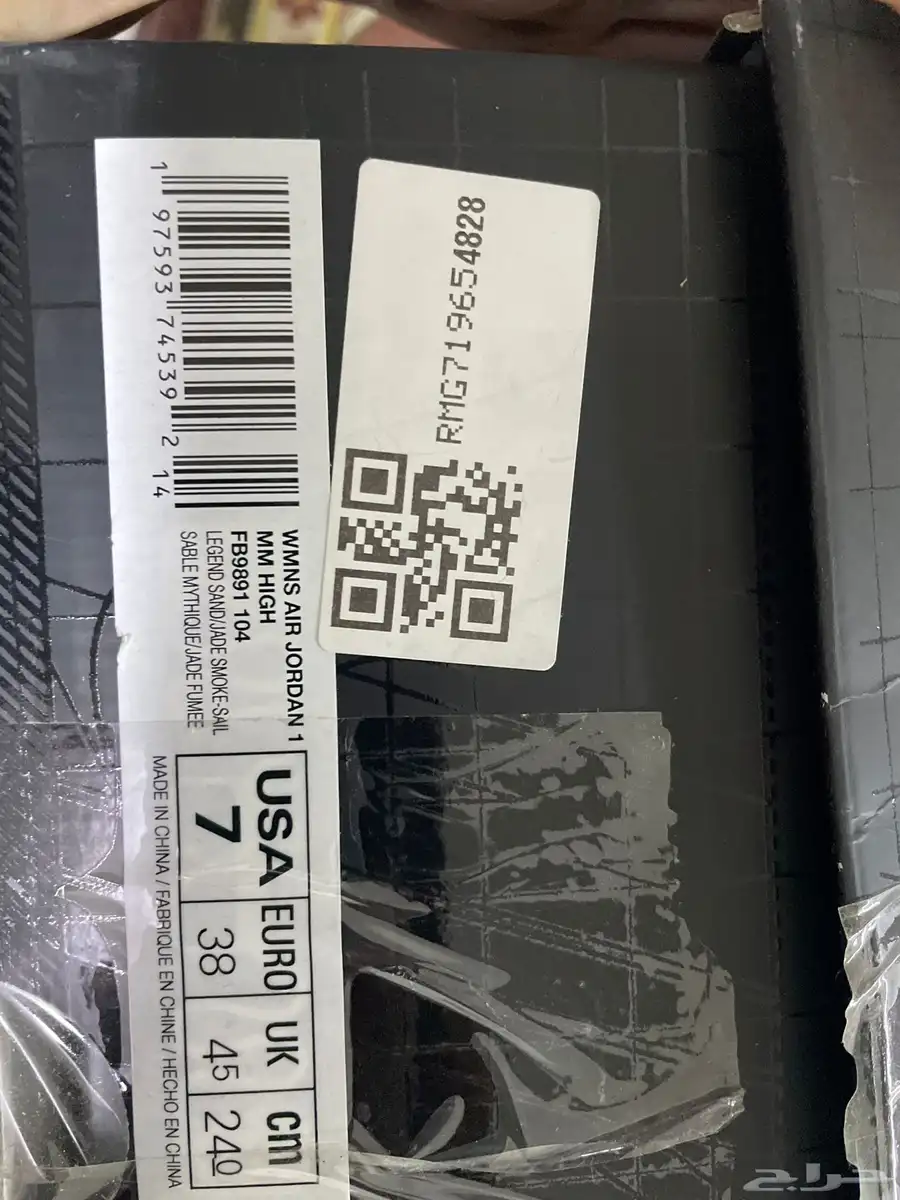 1 97593 74539 2 14
WMNS AIR JORDAN 1
MM HIGH
FB9891 104
LEGEND SAND/JADE SMOKE-SAIL
SABLE MYTHIQUE/JADE FUMEE
USA EURO UK cm
7 38 45 240
MADE IN CHINA / FABRIQUE EN CHINE / HECHO EN CHINA
RMG719654828
حراج